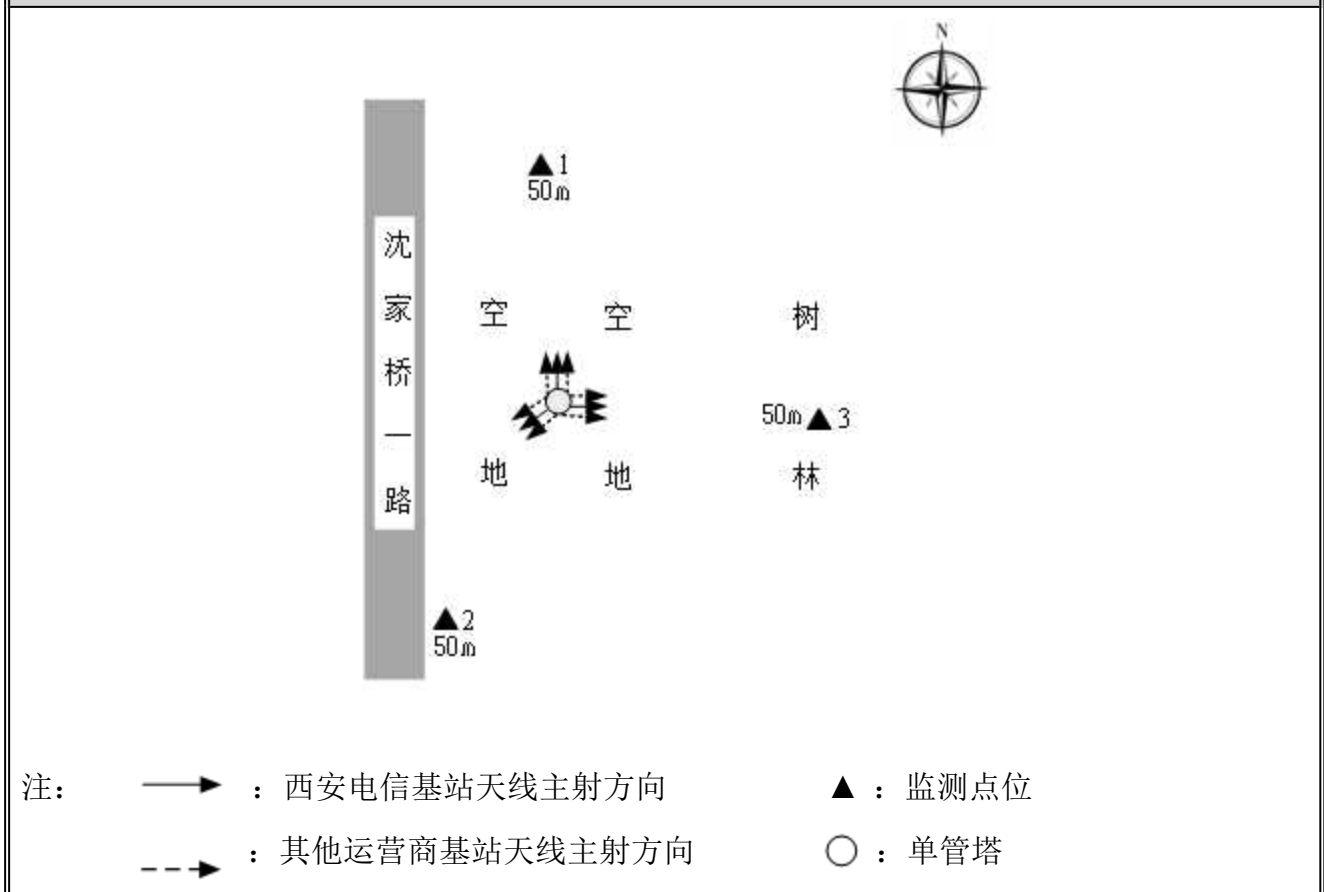 N
▲1
50m
沈家桥一路
空 空 树
50m ▲ 3
地 地 林
▲2
50m
注： ：西安电信基站天线主射方向 ▲：监测点位
：其他运营商基站天线主射方向 ○：单管塔